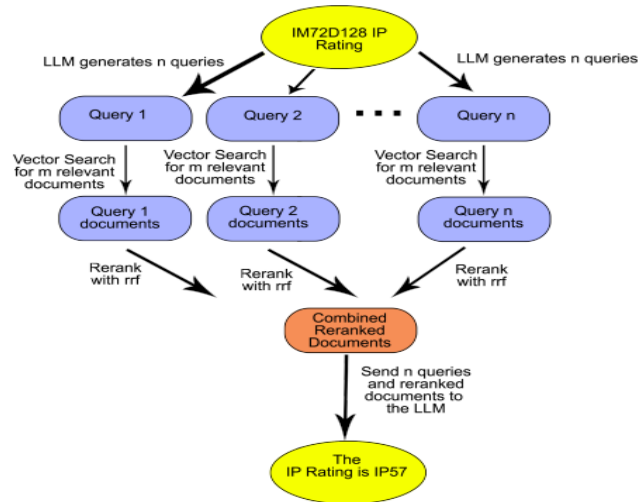 IM72D128 IP
Rating
LLM generates n queries
LLM generates n queries
Query 1
Query 2
Query n
Vector Search
for m relevant
documents
Vector Search
for m relevant
documents
Vector Search
for m relevant
documents
Query 1
documents
Query 2
documents
Query n
documents
Rerank
with rrf
Rerank
with rrf
Rerank
with rrf
Combined
Reranked
Documents
Send n queries
and reranked
documents to
the LLM
The
IP Rating is IP57